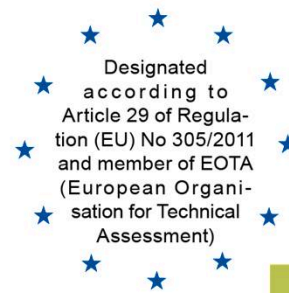 Designated
according to
Article 29 of Regula-
tion (EU) No 305/2011
and member of EOTA
(European Organi-
sation for Technical
Assessment)